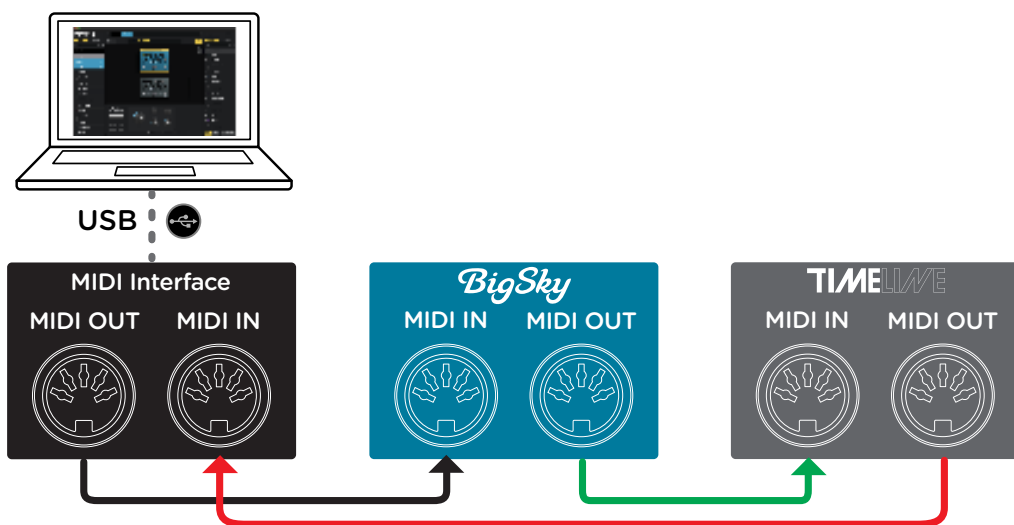 USB
MIDI Interface
MIDI OUT MIDI IN
BigSky
MIDI IN MIDI OUT
TIMELINE
MIDI IN MIDI OUT